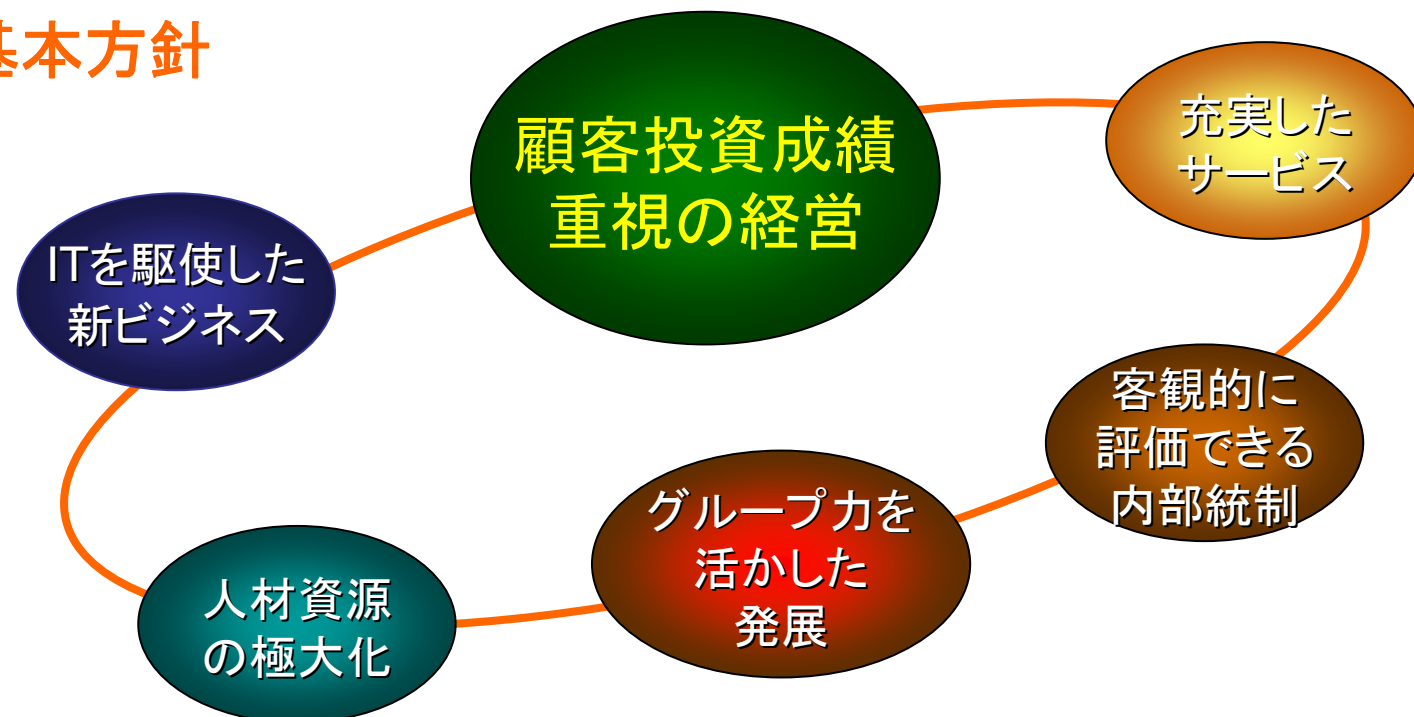 基本方針
顧客投資成績
重視の経営
充実した
サービス
ITを駆使した
新ビジネス
客観的に
評価できる
内部統制
グループ力を
活かした
発展
人材資源
の極大化